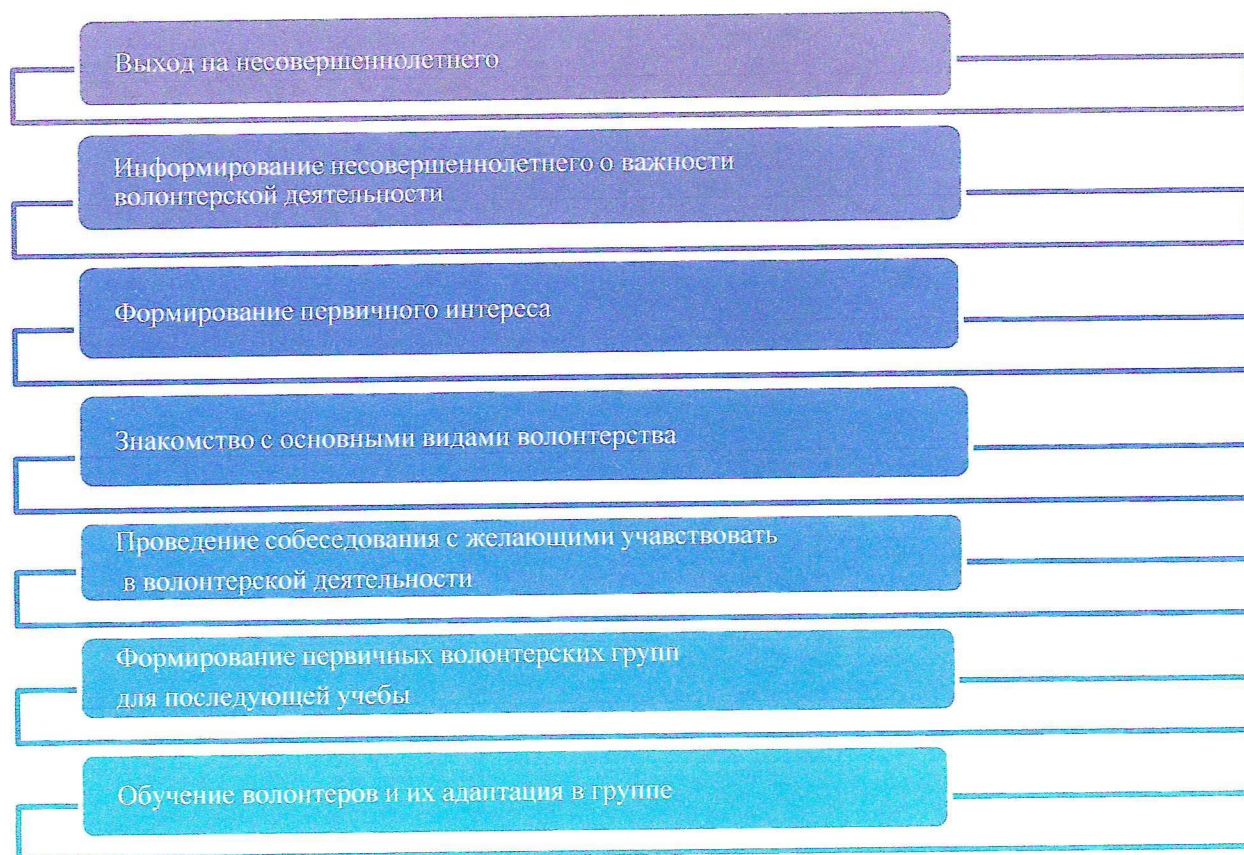 Выход на несовершеннолетнего
Информирование несовершеннолетнего о важности
волонтерской деятельности
Формирование первичного интереса
Знакомство с основными видами волонтерства
Проведение собеседования с желающими учавствовать
в волонтерской деятельности
Формирование первичных волонтерских групп
для последующей учебы
Обучение волонтеров и их адаптация в группе